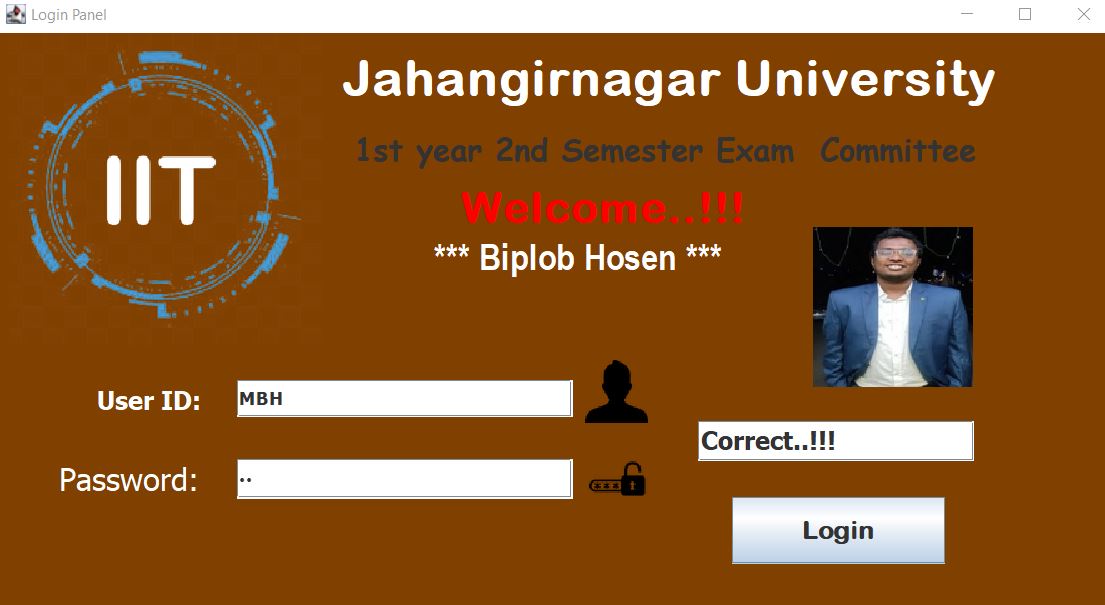 Login Panel
IIT
Jahangirnagar University
1st year 2nd Semester Exam  Committee
Welcome..!!!
*** Biplob Hosen ***
User ID:
MBH
Correct..!!!
Password:
••
***
Login